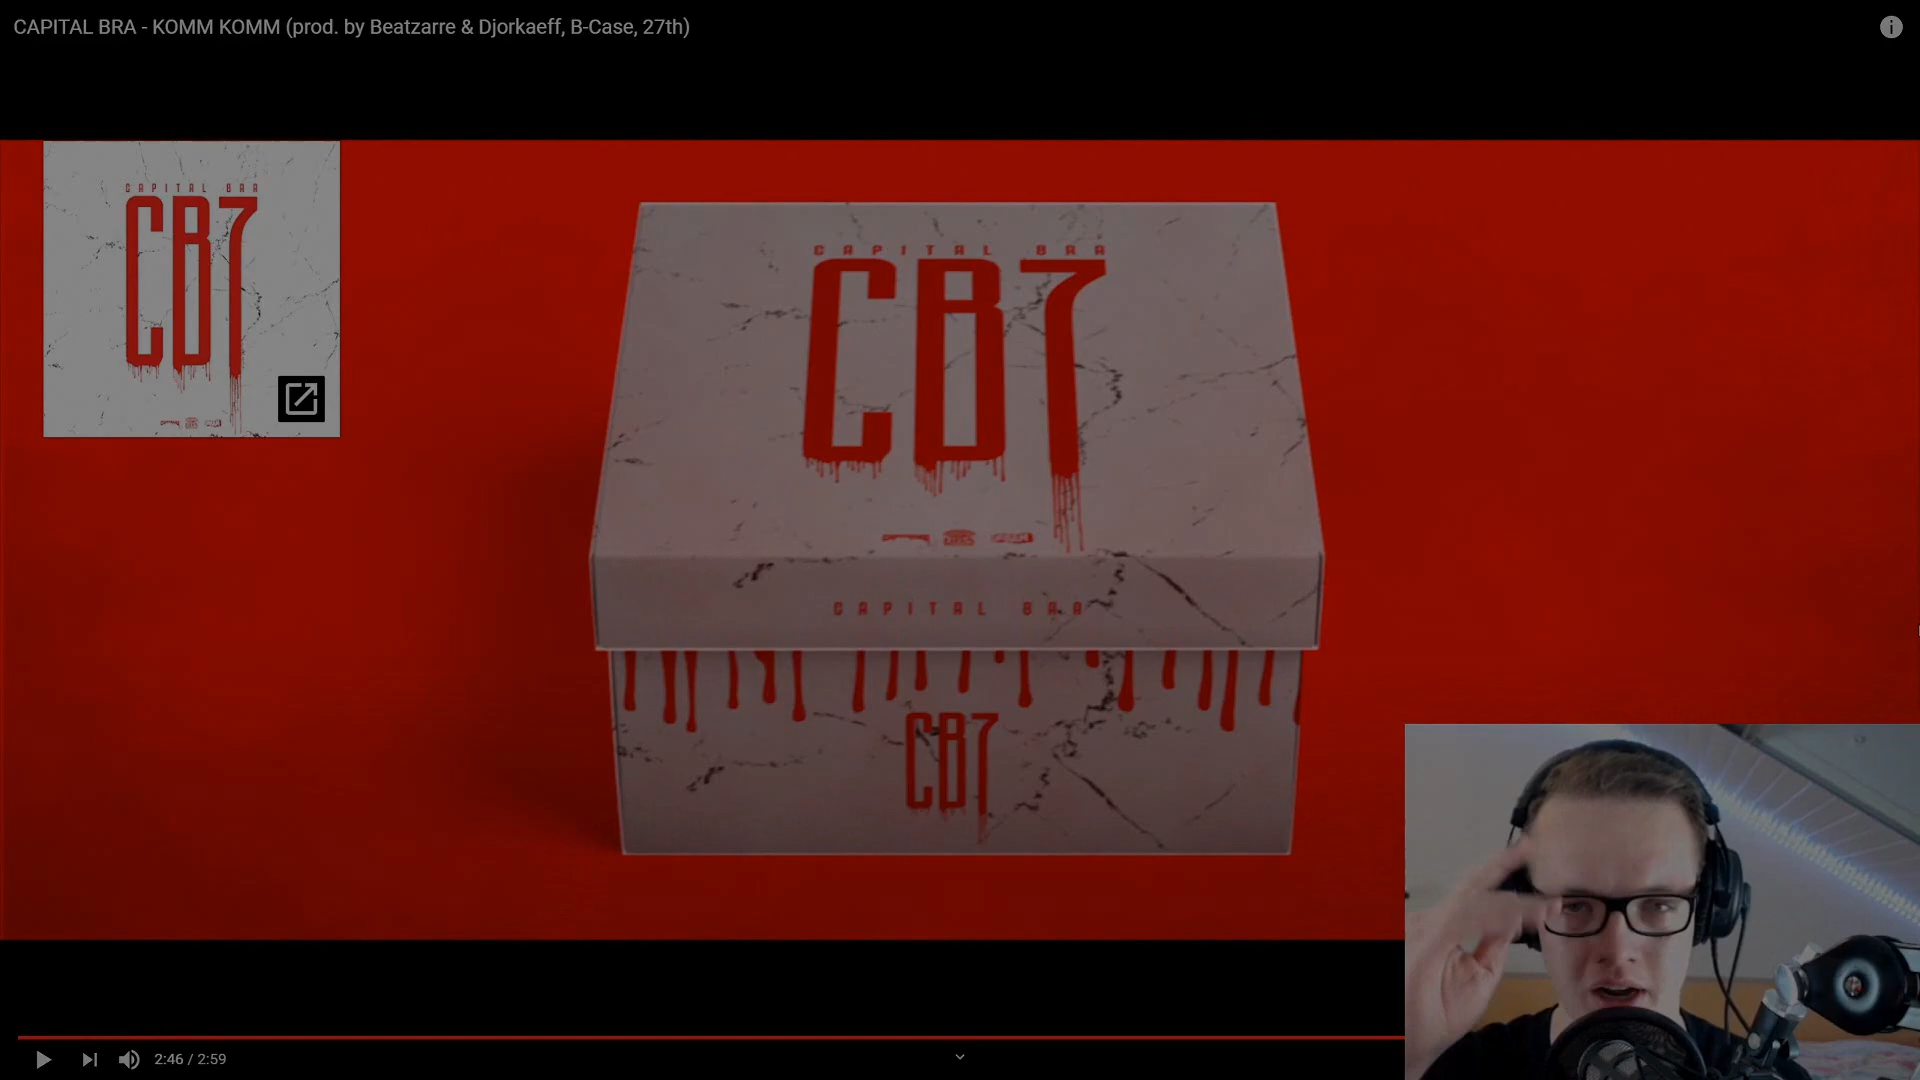 CAPITAL BRA - KOMM KOMM (prod. by Beatzarre & Djorkaeff, B-Case, 27th)
CAPITAL BRA
CB7
CAPITAL BRA
CB7
CAPITAL BRA
CB7
2:46 / 2:59